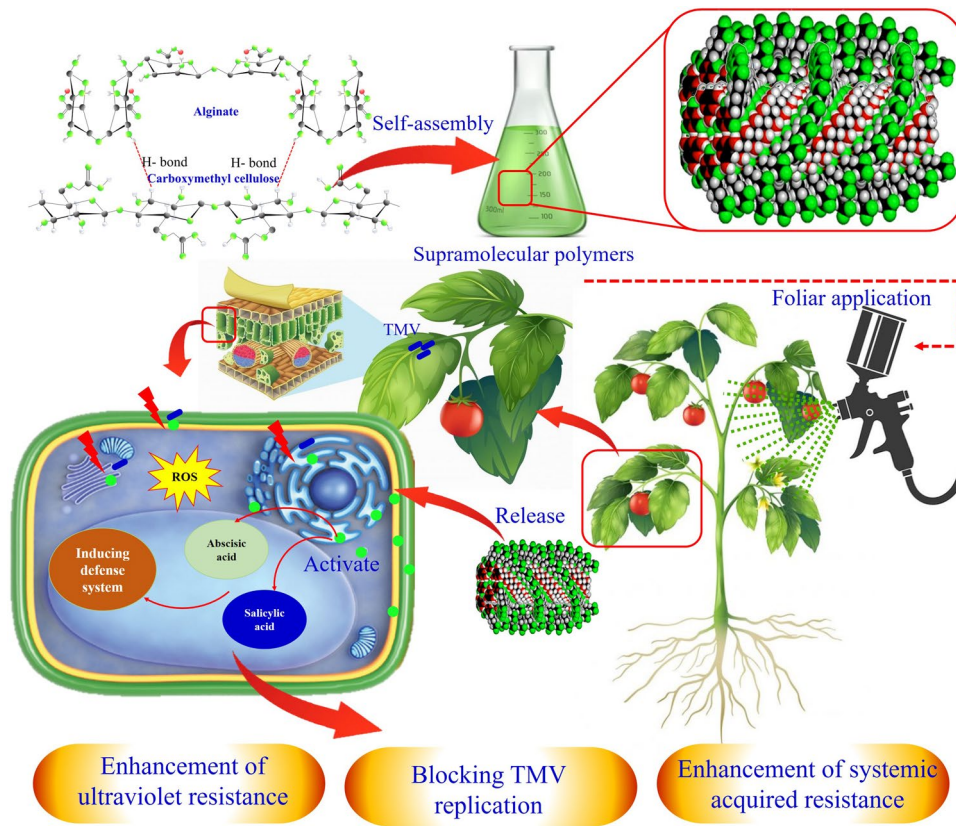 Alginate
H- bond
H- bond
Carboxymethyl cellulose
Self-assembly
300
200
150
100
Supramolecular polymers
TMV
Foliar application
ROS
Release
Abscisic
acid
Activate
Inducing
defense
system
Salicylic
acid
Enhancement of
ultraviolet resistance
Blocking TMV
replication
Enhancement of systemic
acquired resistance